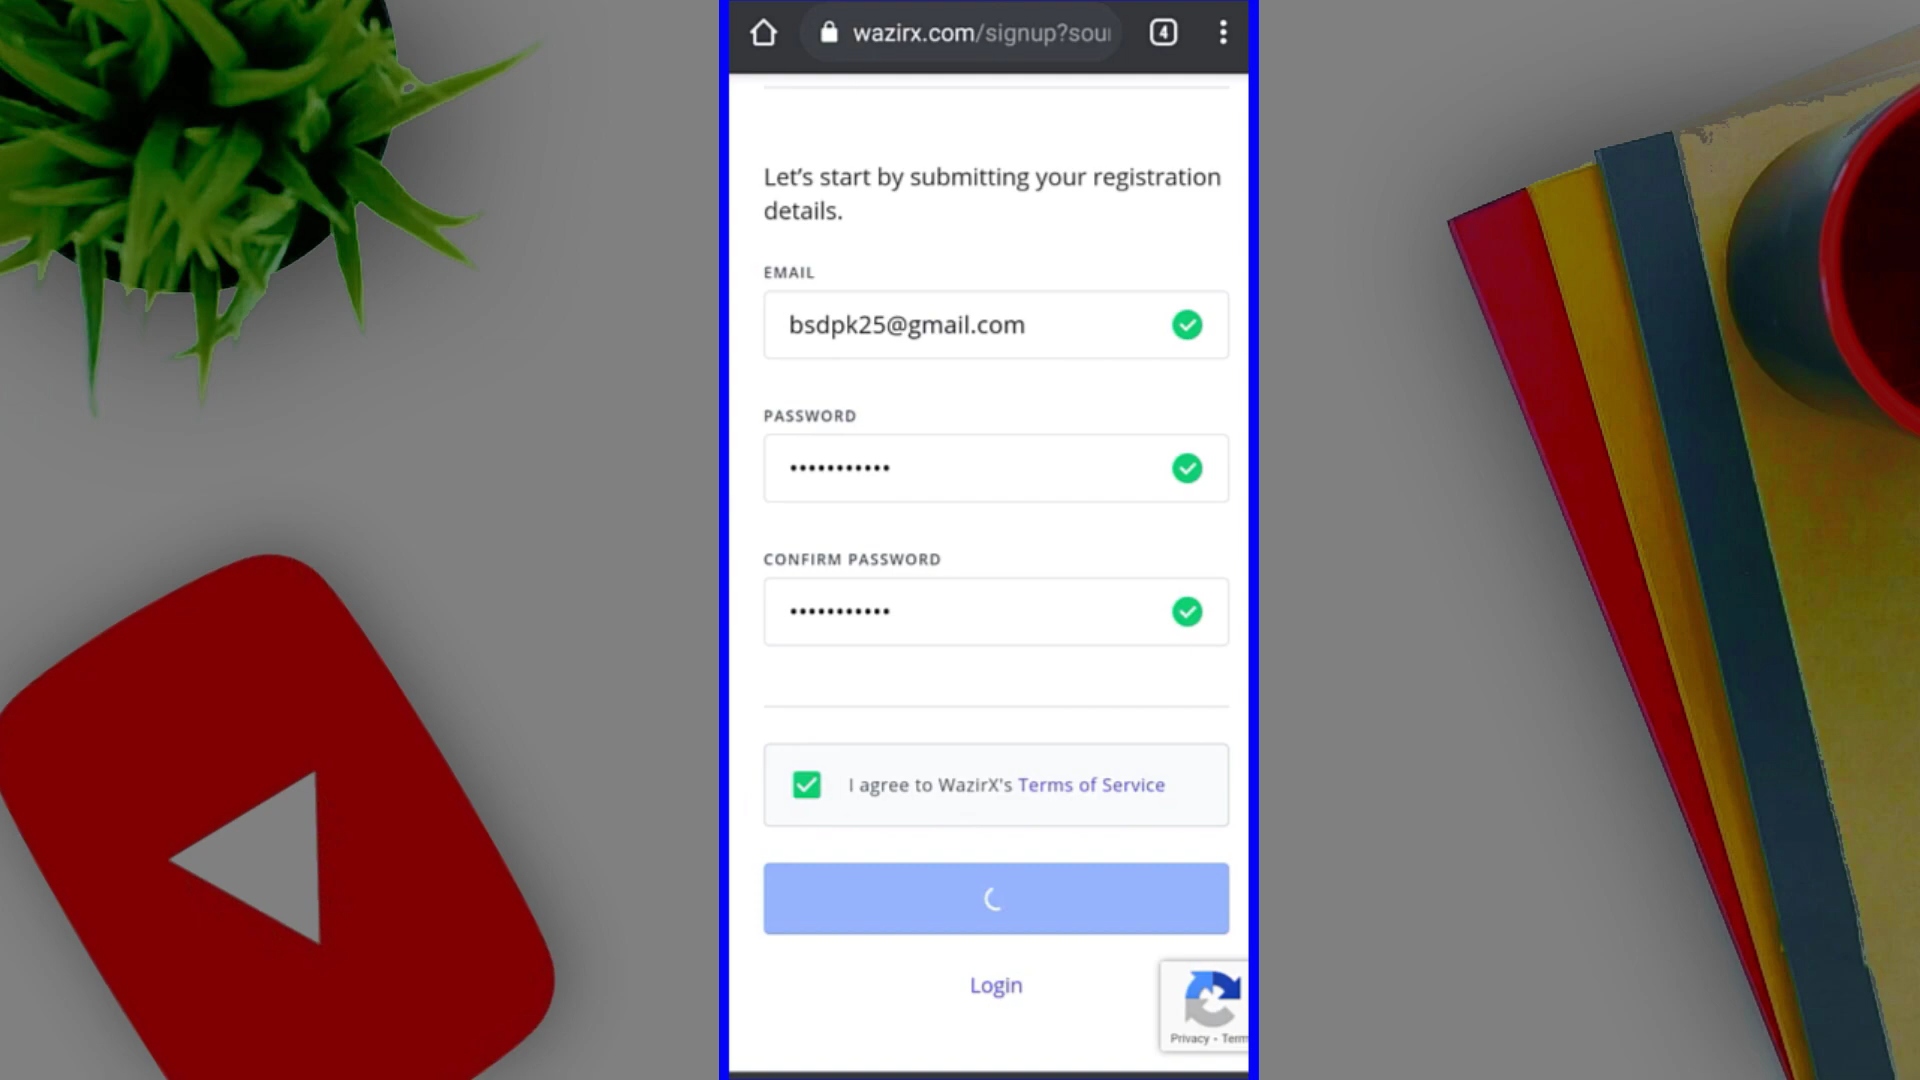 wazirx.com/signup?sou
4
Let’s start by submitting your registration
details.
EMAIL
bsdpk25@gmail.com
PASSWORD
•••••••••••
CONFIRM PASSWORD
•••••••••••
I agree to WazirX's Terms of Service
Login
Privacy - Term